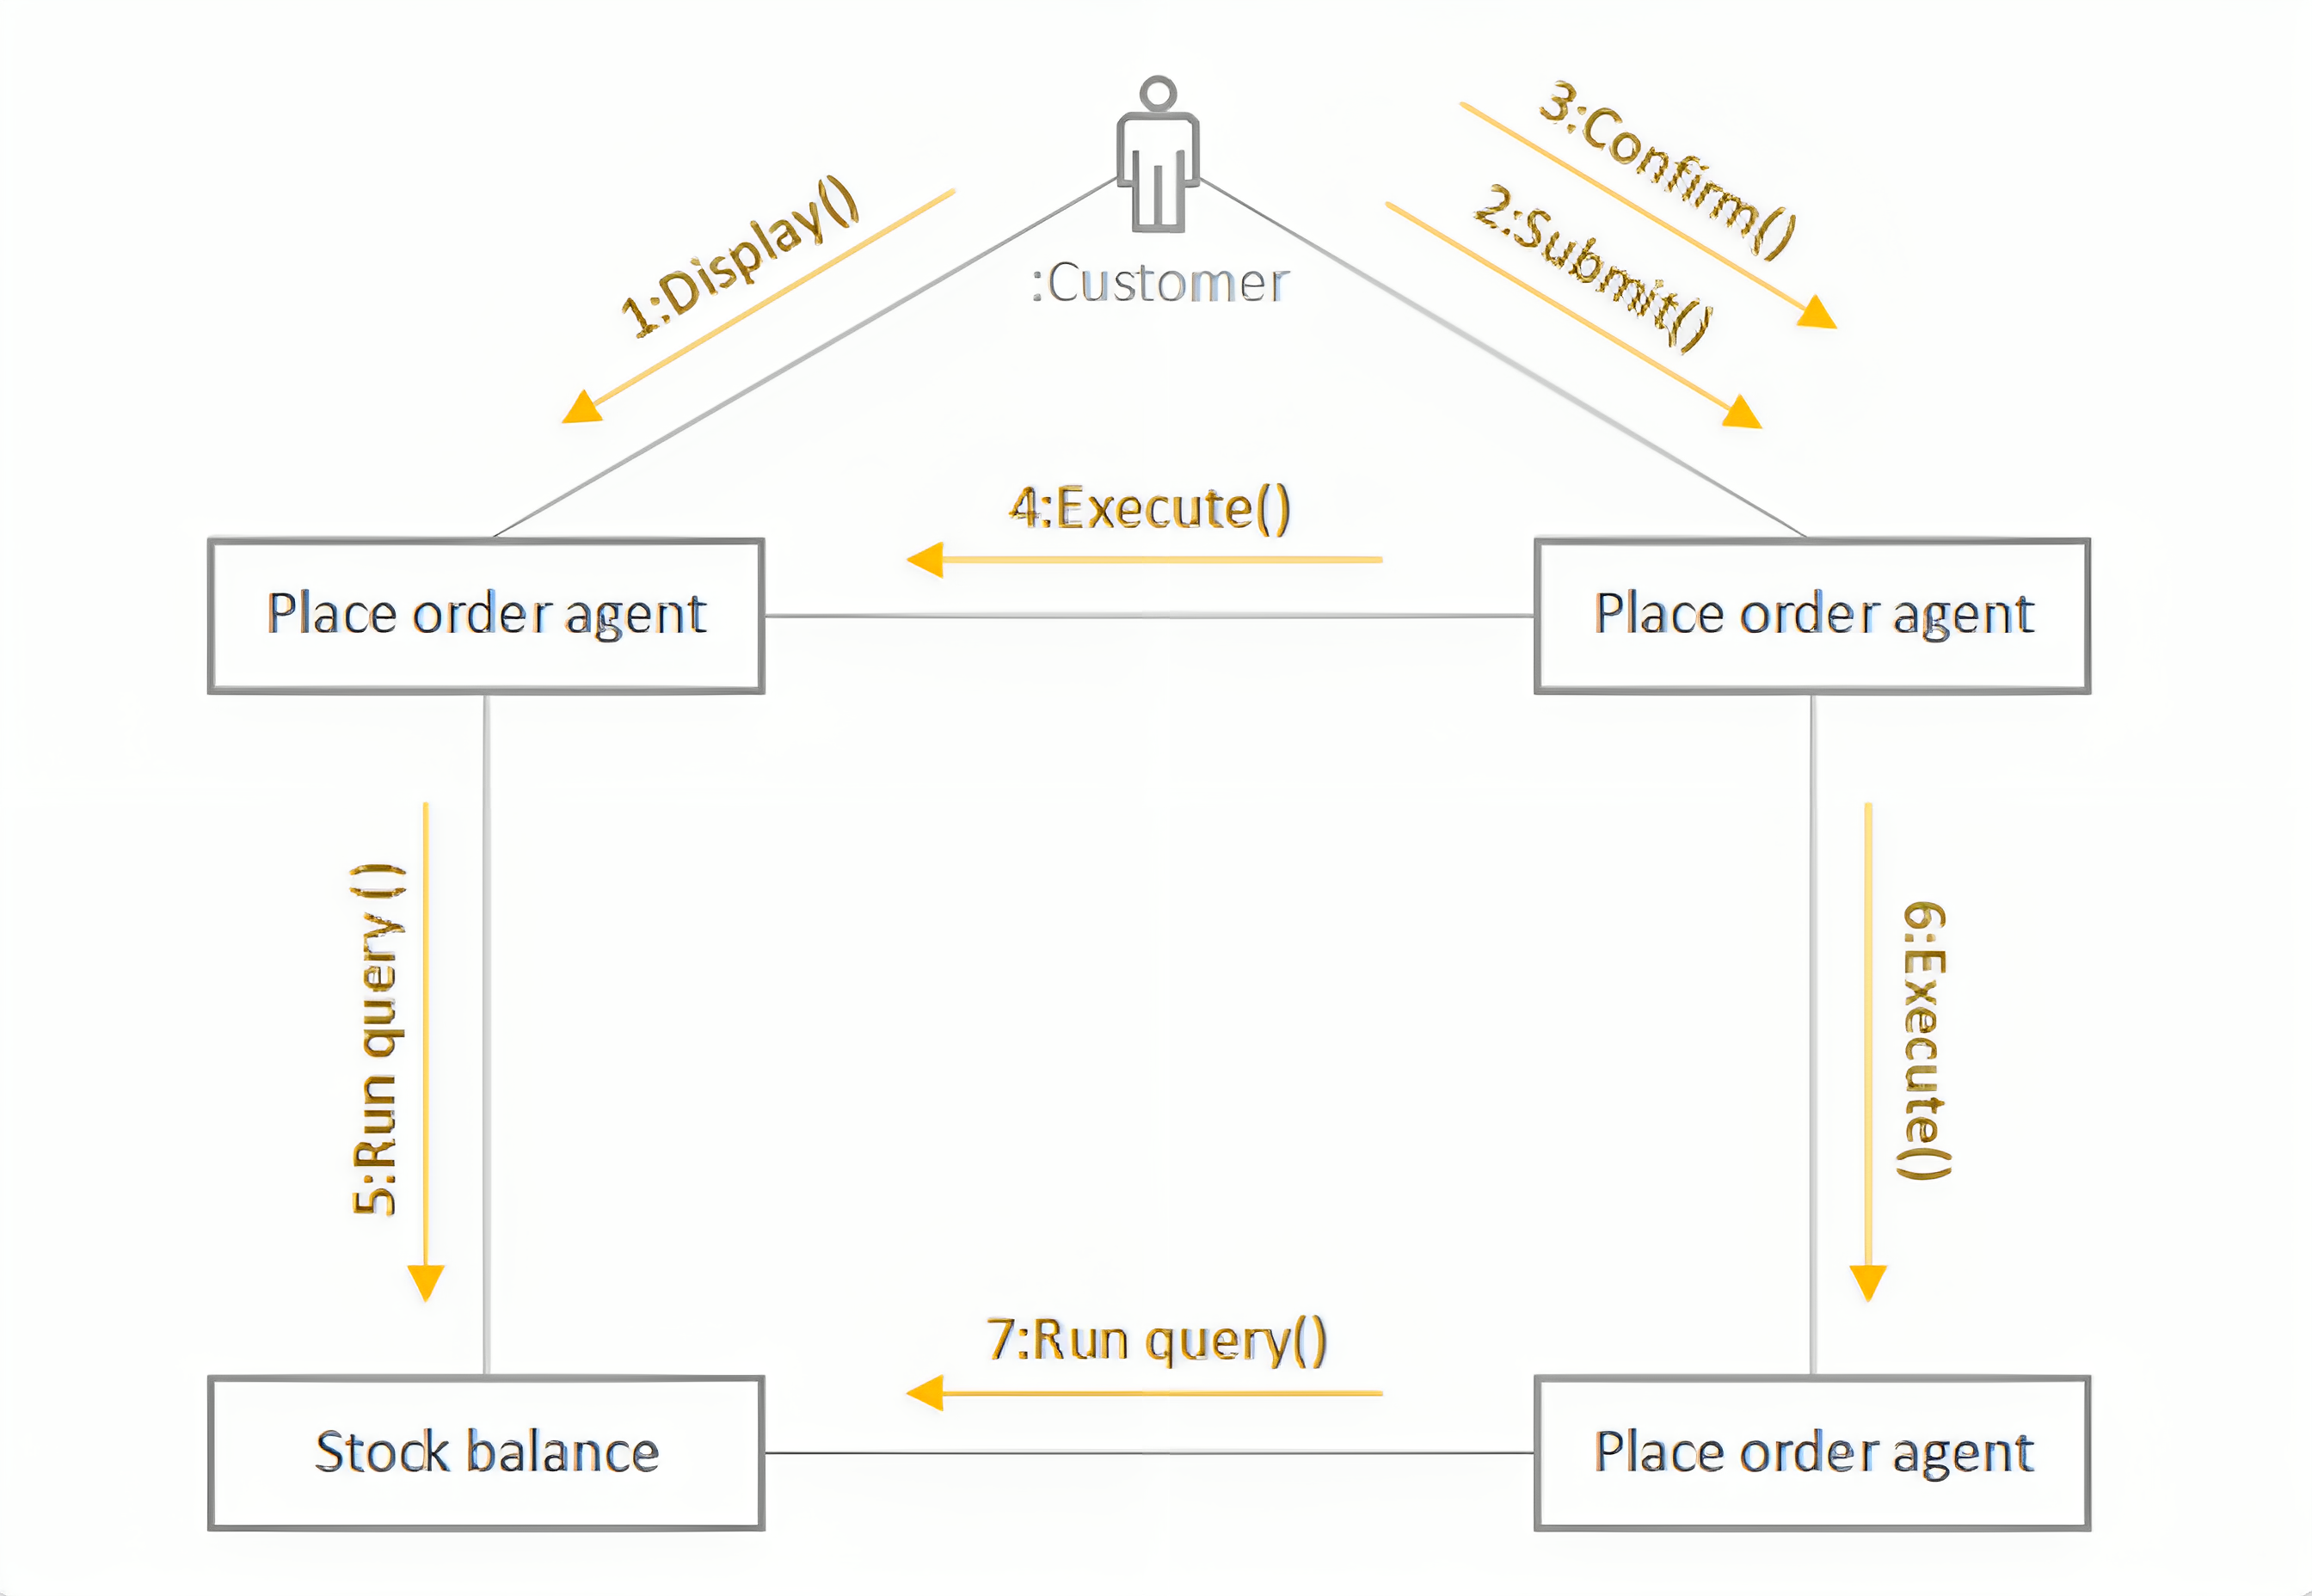 3:Confirm()
1:Display()
2:Submit()
:Customer
4:Execute()
Place order agent
Place order agent
5:Run query ()
6:Execute()
7:Run query()
Stock balance
Place order agent